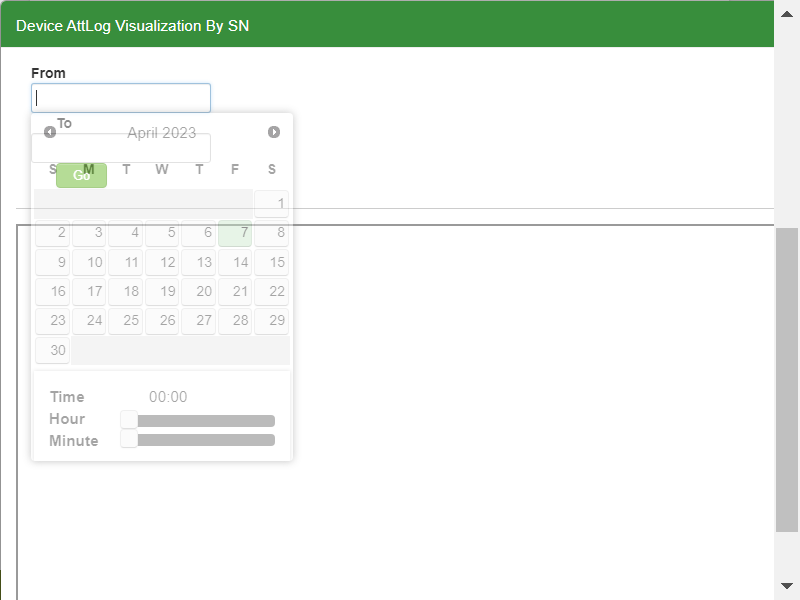 Device AttLog Visualization By SN
From
To
April 2023
Go
S M T W T F S
1
2 3 4 5 6 7 8
9 10 11 12 13 14 15
16 17 18 19 20 21 22
23 24 25 26 27 28 29
30
Time 00:00
Hour
Minute